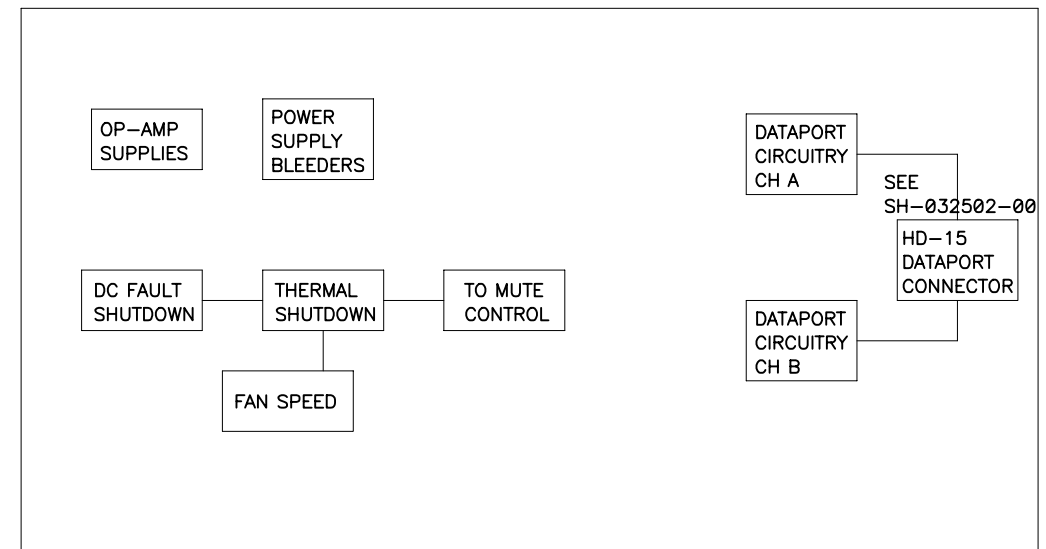 OP-AMP
SUPPLIES
POWER
SUPPLY
BLEEDERS
DATAPORT
CIRCUITRY
CH A
SEE
SH-032502-00
HD-15
DATAPORT
CONNECTOR
DC FAULT
SHUTDOWN
THERMAL
SHUTDOWN
TO MUTE
CONTROL
DATAPORT
CIRCUITRY
CH B
FAN SPEED